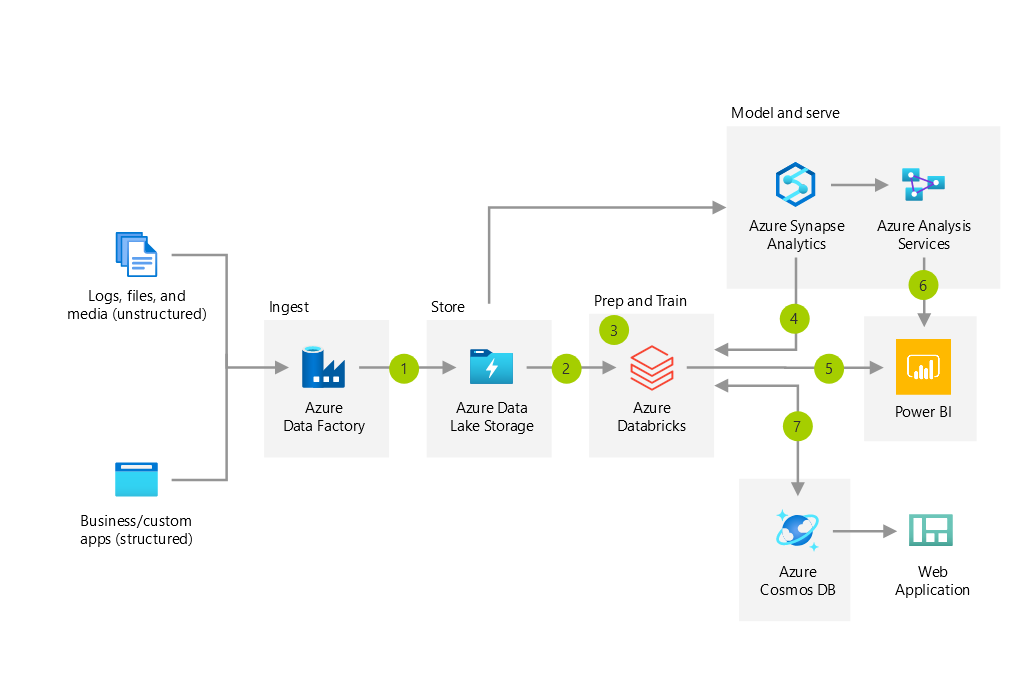 Model and serve
Azure Synapse
Analytics
Azure Analysis
Services
Logs, files, and
media (unstructured)
Ingest
Store
Prep and Train
3
4
6
1
2
5
Azure
Data Factory
Azure Data
Lake Storage
Azure
Databricks
Power BI
7
Business/custom
apps (structured)
Azure
Cosmos DB
Web
Application